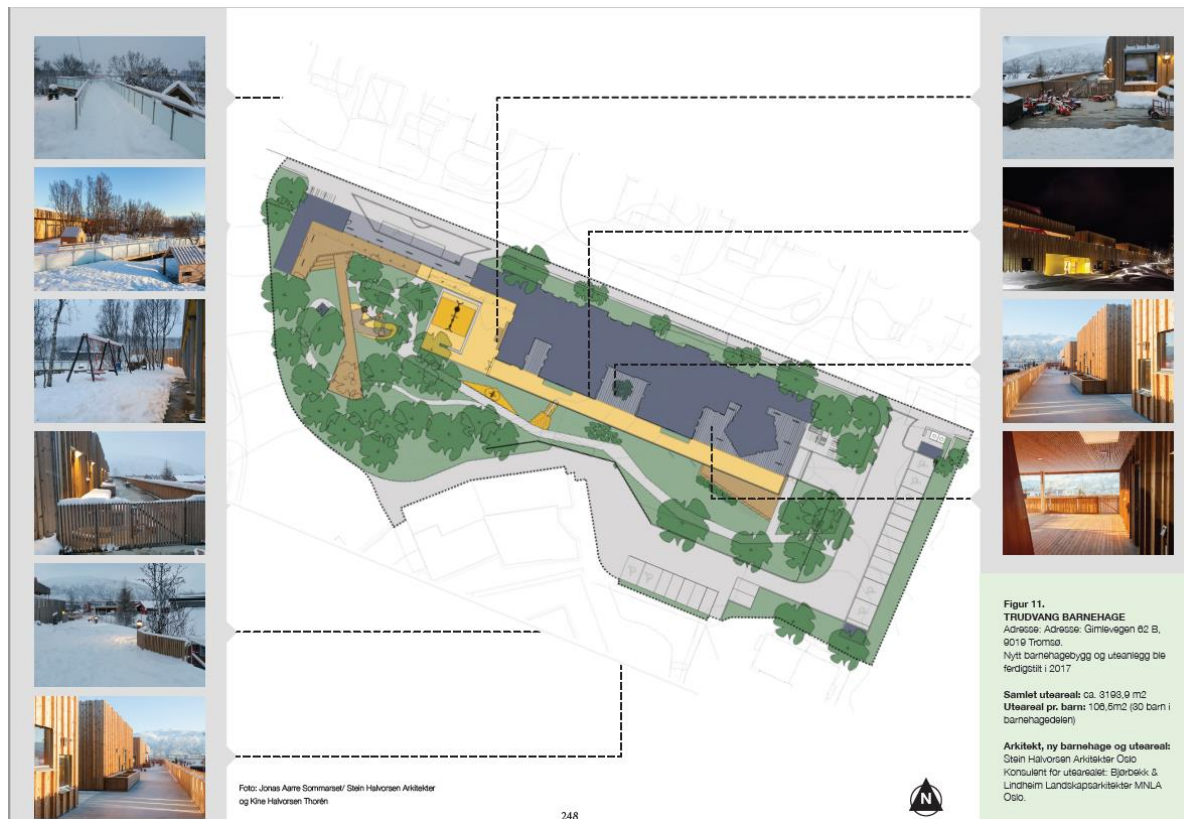 Figur 11.
TRUDVANG BARNEHAGE
Adresse: Adresse: Gimlevegen 62 B,
9019 Tromsø.
Nytt barnehagebygg og uteanlegg ble
ferdigstilt i 2017
Samlet uteareal: ca. 3193,9 m2
Uteareal pr. barn: 106,5m2 (30 barn i
barnehagedelen)
Arkitekt, ny barnehage og uteareal:
Stein Halvorsen Arkitekter Oslo
Konsulent for utearealet: Bjørbekk &
Lindheim Landskapsarkitekter MNLA
Oslo.
Foto: Jonas Aarre Sommarset/ Stein Halvorsen Arkitekter
og Kine Halvorsen Thorén
N
248